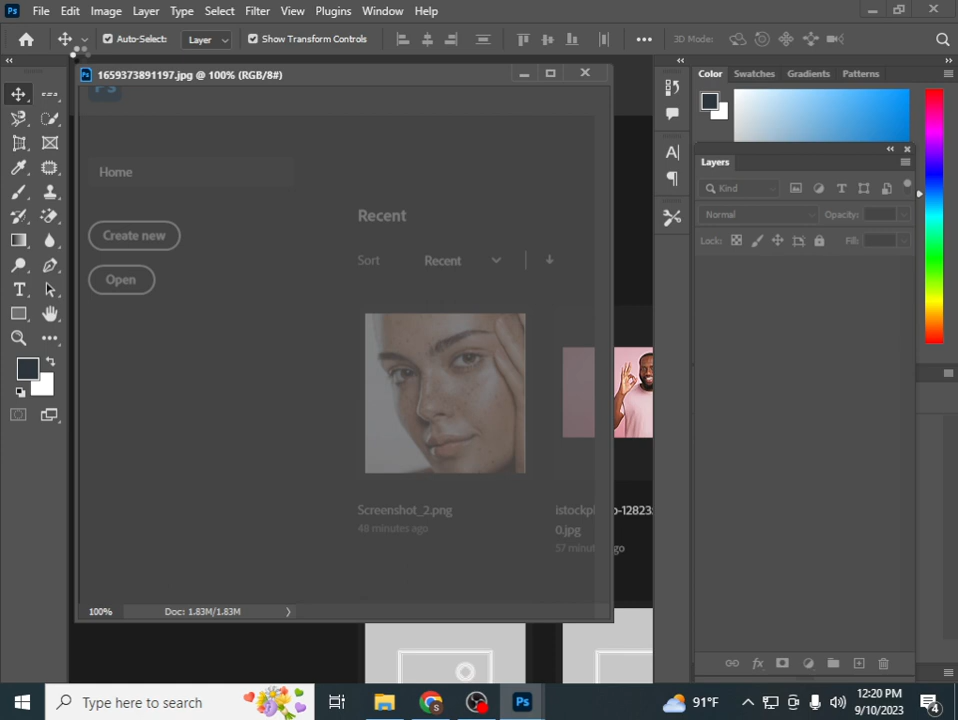 Ps File Edit Image Layer Type Select Filter View Plugins Window Help
Auto-Select: Layer Show Transform Controls 3D Mode:
1659373891197.jpg @ 100% (RGB/8#)
Color Swatches Gradients Patterns
Home
Layers
Kind
Create new
Recent
Normal Opacity:
Lock: Fill:
Sort Recent
Open
Screenshot_2.png
48 minutes ago
0.jpg
100% Doc: 1.83M/1.83M
Type here to search
Ps
91°F
12:20 PM
9/10/2023
4